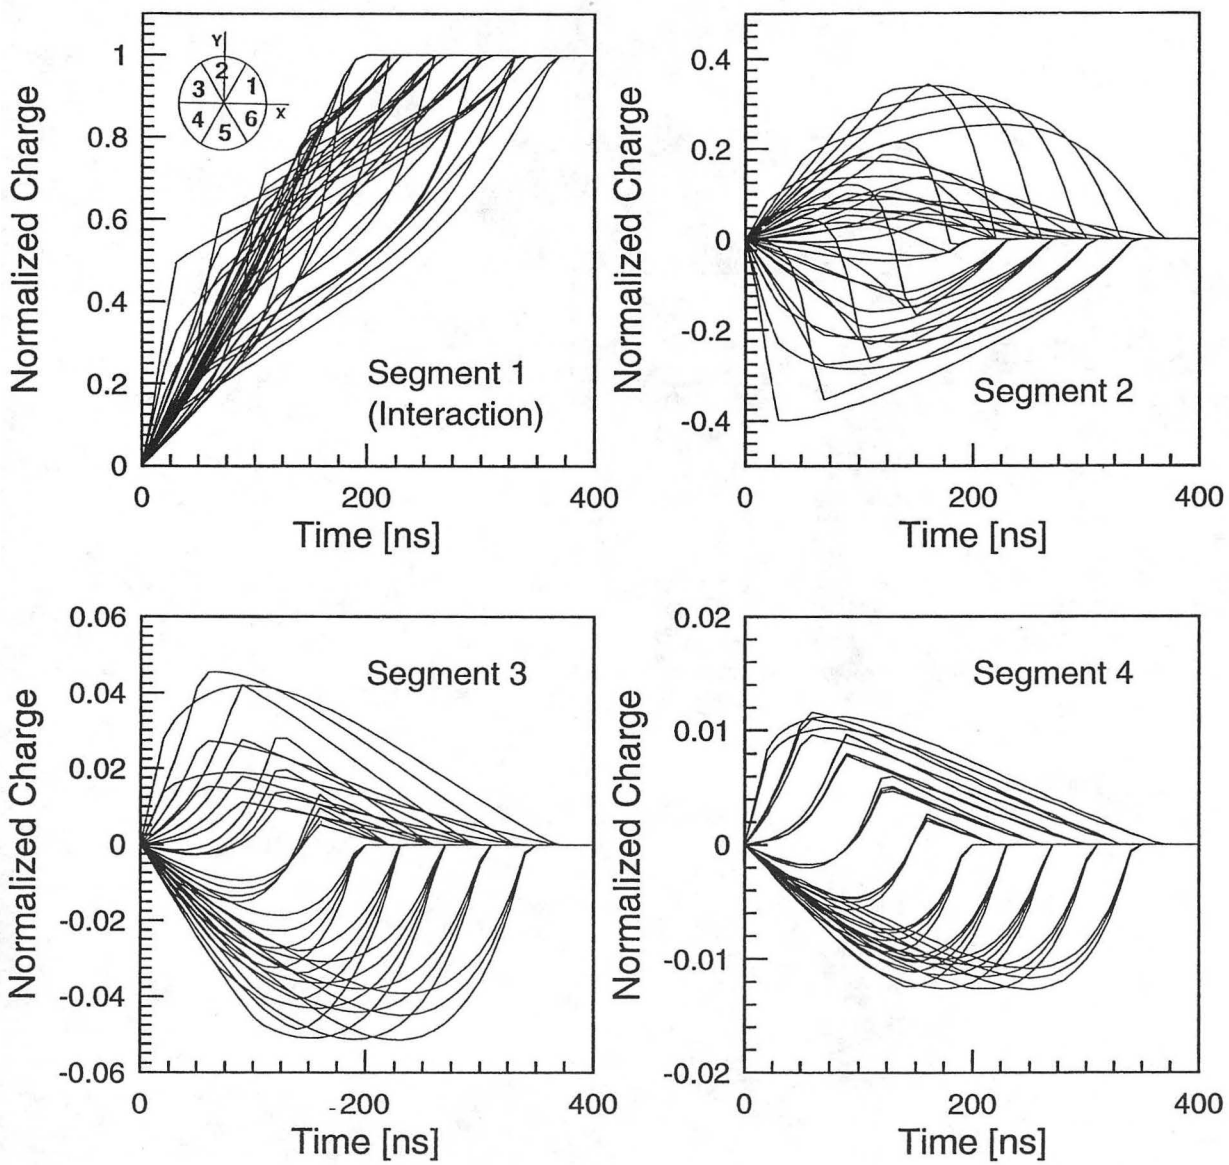 Normalized Charge
1
0.8
0.6
0.4
0.2
0
0 200 400
Time [ns]
Y
X
1
2
3
4
5
6
Segment 1
(Interaction)
Normalized Charge
0.4
0.2
0
-0.2
-0.4
0 200 400
Time [ns]
Segment 2
Normalized Charge
0.06
0.04
0.02
0
-0.02
-0.04
-0.06
0 -200 400
Time [ns]
Segment 3
Normalized Charge
0.02
0.01
0
-0.01
-0.02
0 200 400
Time [ns]
Segment 4